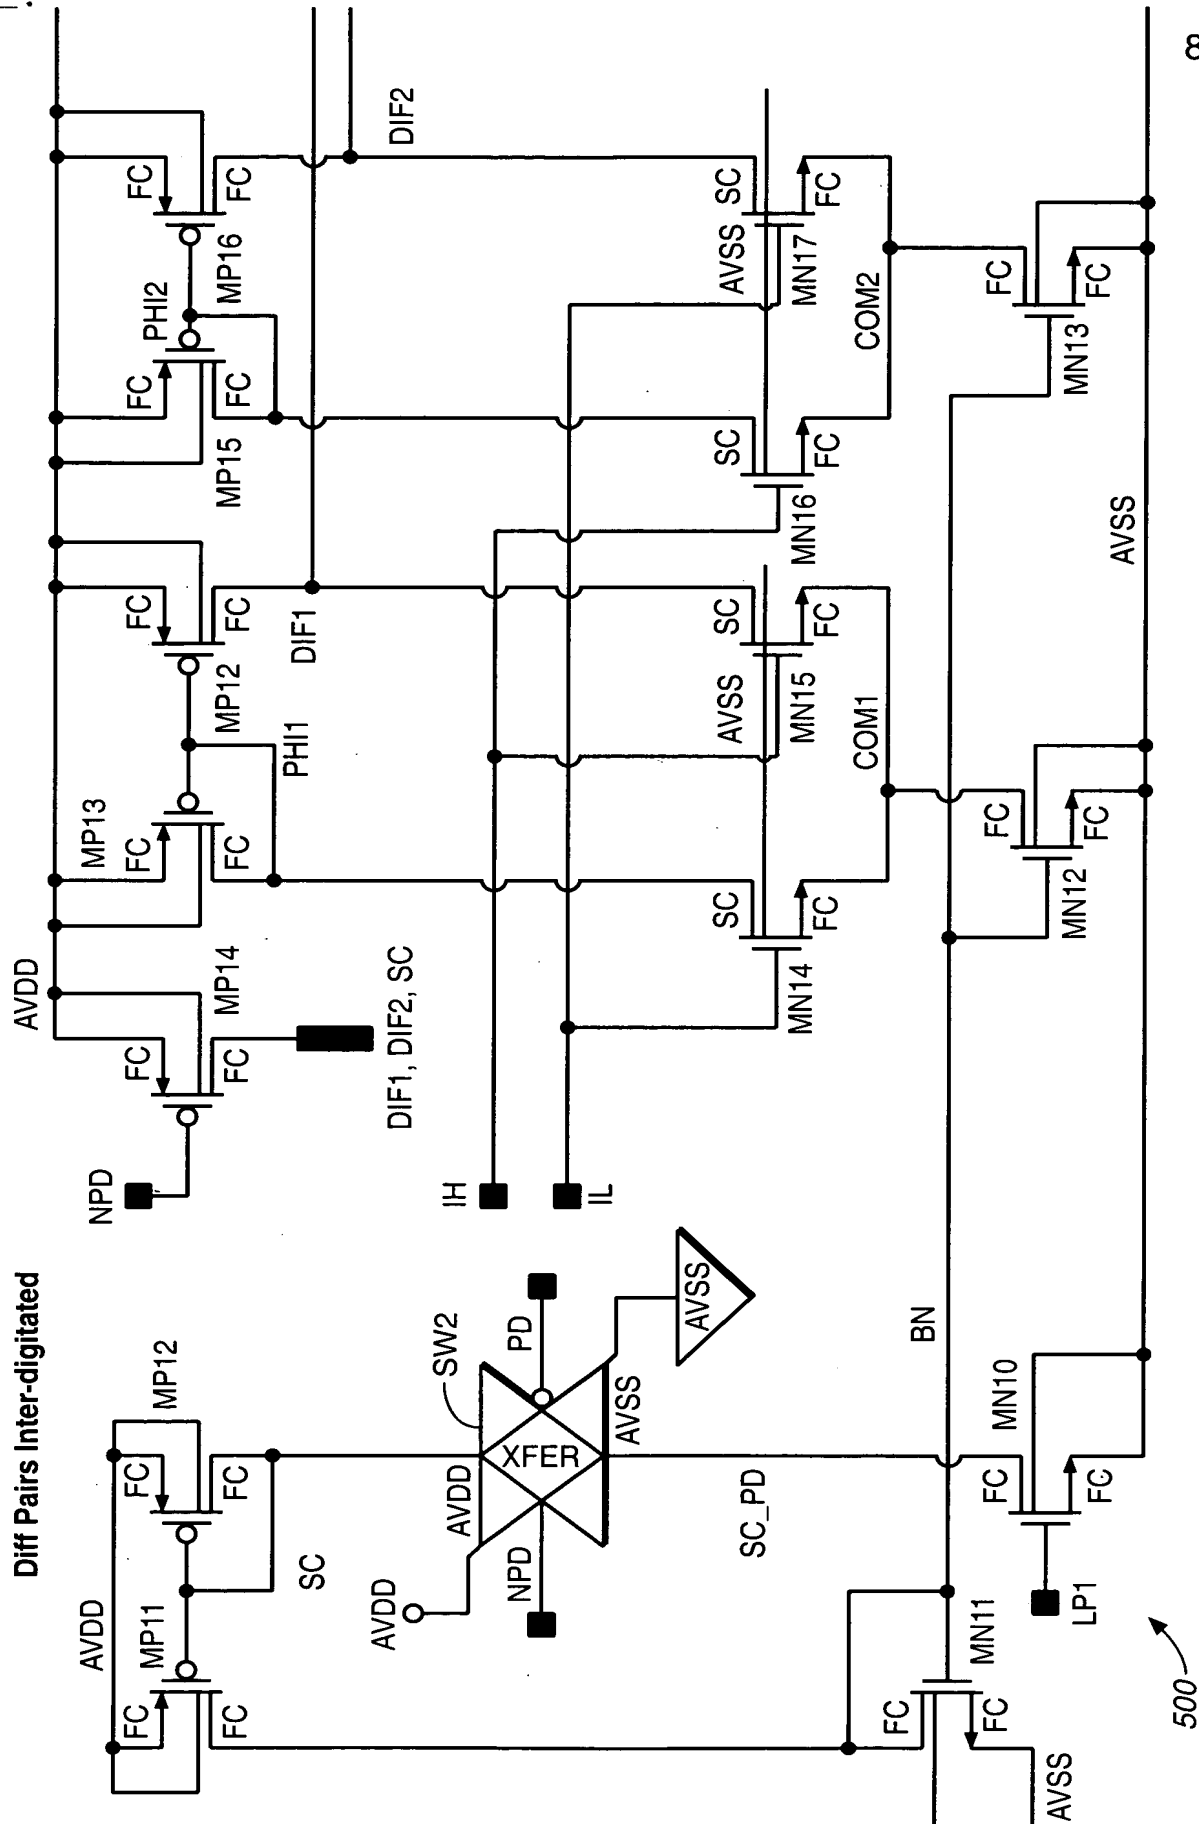 Diff Pairs Inter-digitated
AVDD
MP11
FC
FC
MP12
FC
FC
SC
AVDD
AVDD
NPD
XFER
SW2
PD
AVSS
AVSS
SC_PD
FC
MN11
FC
AVSS
BN
FC
MN10
FC
LP1
500
AVDD
NPD
FC
MP14
FC
DIF1, DIF2, SC
MP13
FC
FC
PHI1
FC
MP12
FC
DIF1
FC
MP15
FC
PHI2
FC
MP16
FC
DIF2
IH
IL
SC
MN14
FC
AVSS
SC
MN15
FC
COM1
SC
MN16
FC
AVSS
SC
MN17
FC
COM2
FC
MN12
FC
AVSS
FC
MN13
FC
8